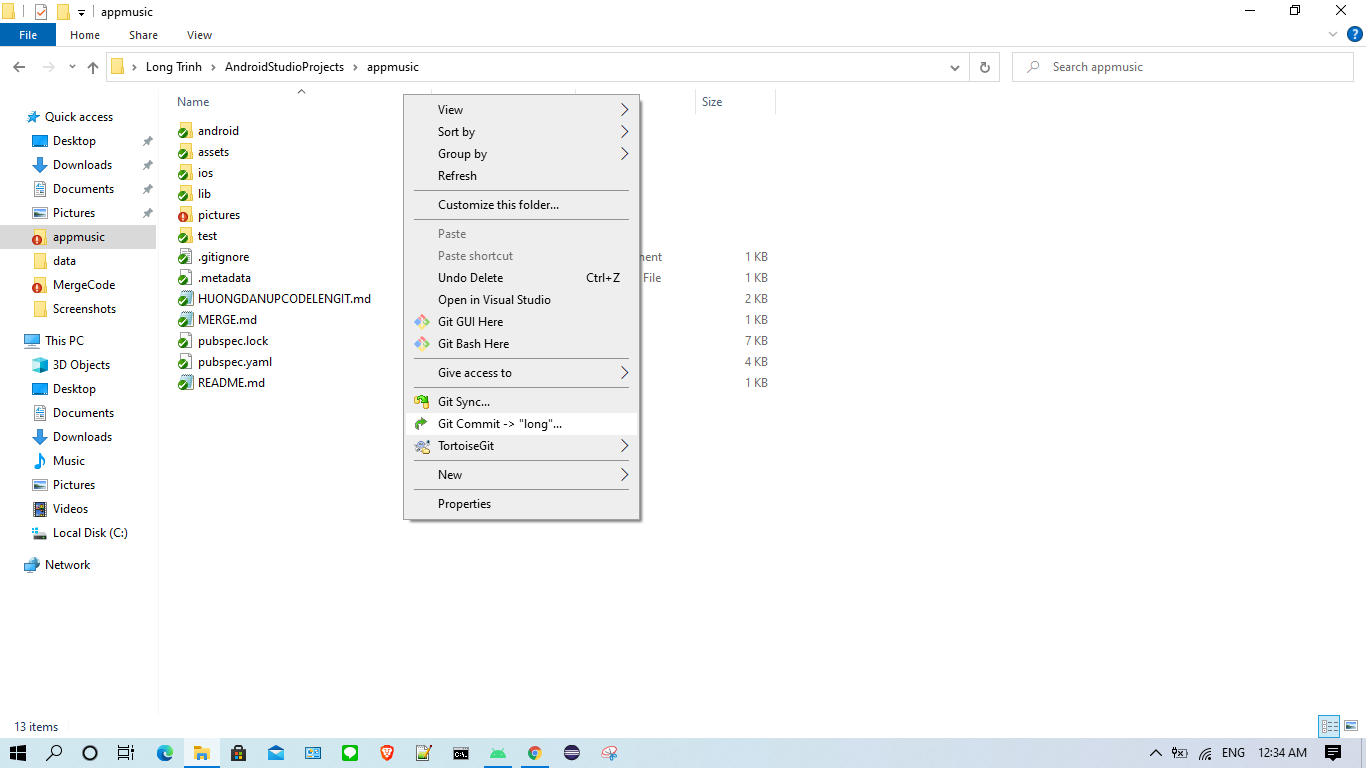 appmusic
File Home Share View
Long Trinh > AndroidStudioProjects > appmusic
Search appmusic
Quick access
Desktop
Downloads
Documents
Pictures
appmusic
data
MergeCode
Screenshots
This PC
3D Objects
Desktop
Documents
Downloads
Music
Pictures
Videos
Local Disk (C:)
Network
Name Size
android
assets
ios
lib
pictures
test
.gitignore 1 KB
.metadata File 1 KB
HUONGDANUPCODELENGIT.md 2 KB
MERGE.md 1 KB
pubspec.lock 7 KB
pubspec.yaml 4 KB
README.md 1 KB
View
Sort by
Group by
Refresh
Customize this folder...
Paste
Paste shortcut
Undo Delete Ctrl+Z
Open in Visual Studio
Git GUI Here
Git Bash Here
Give access to
Git Sync...
Git Commit -> "long"...
TortoiseGit
New
Properties
13 items
ENG 12:34 AM